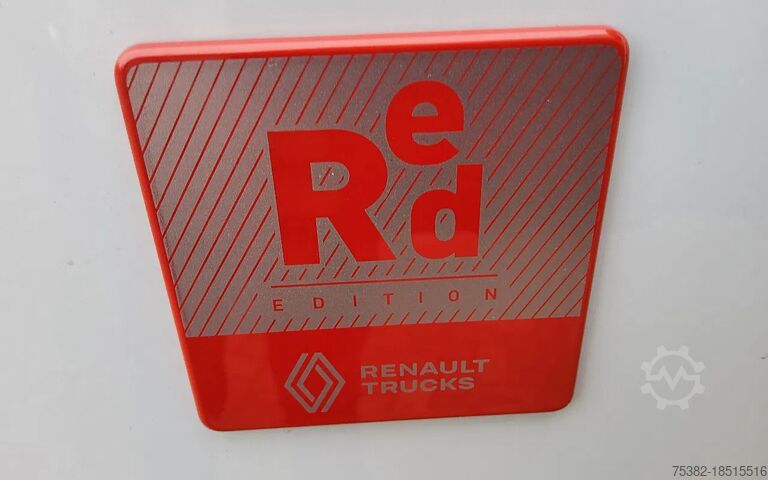 Red
EDITION
RENAULT
TRUCKS
75382-18515516